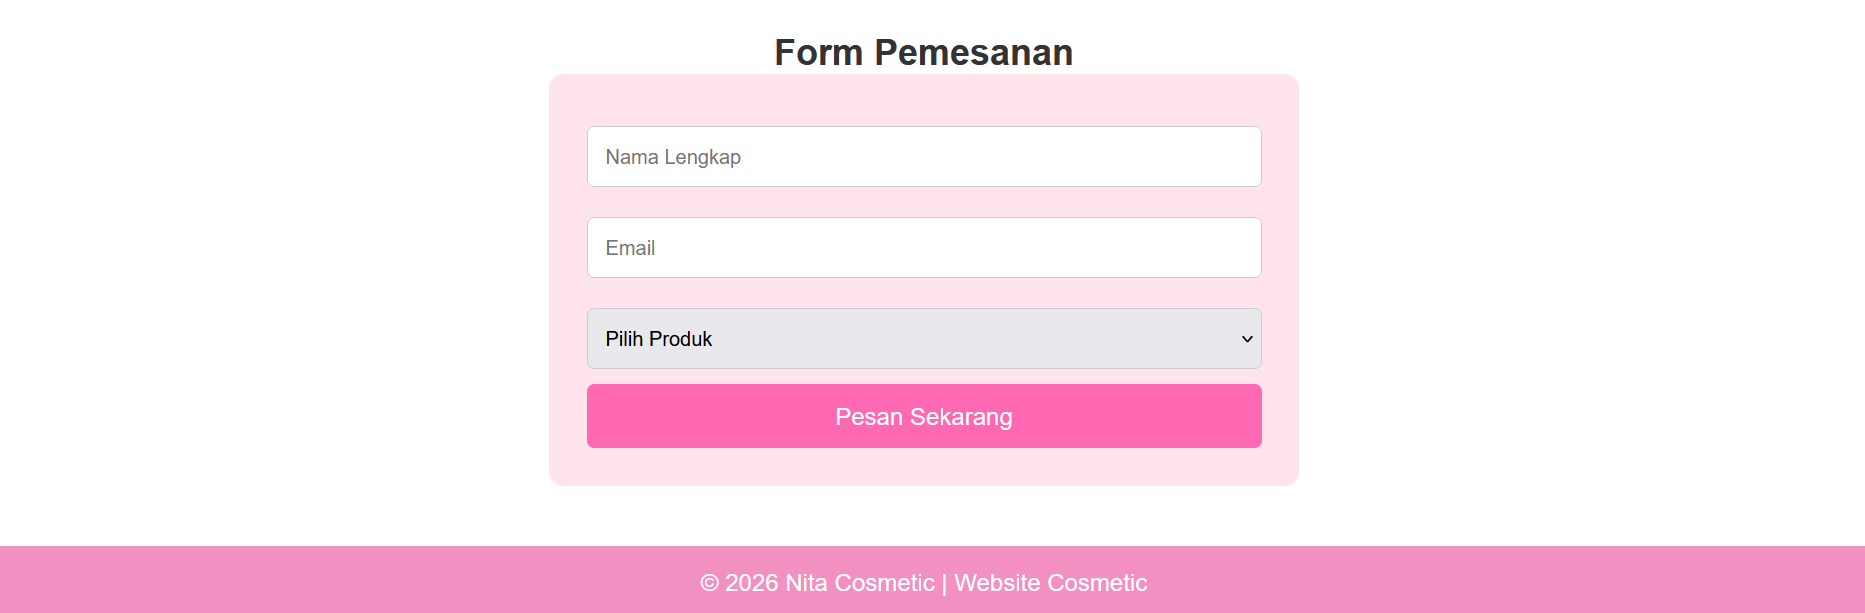 Form Pemesanan
Nama Lengkap
Email
Pilih Produk
Pesan Sekarang
© 2026 Nita Cosmetic | Website Cosmetic